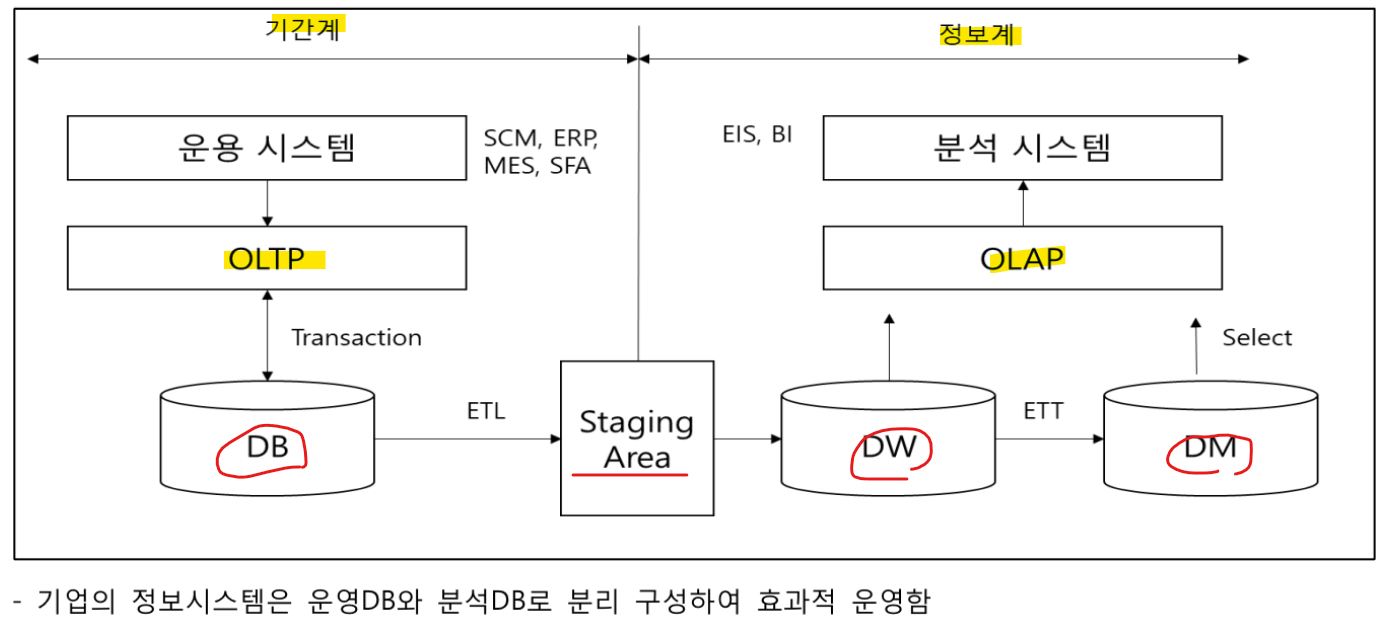 기간계
정보계
운용 시스템
SCM, ERP,
MES, SFA
EIS, BI
분석 시스템
OLTP
OLAP
Transaction
Select
DB
ETL
Staging
Area
DW
ETT
DM
- 기업의 정보시스템은 운영DB와 분석DB로 분리 구성하여 효과적 운영함